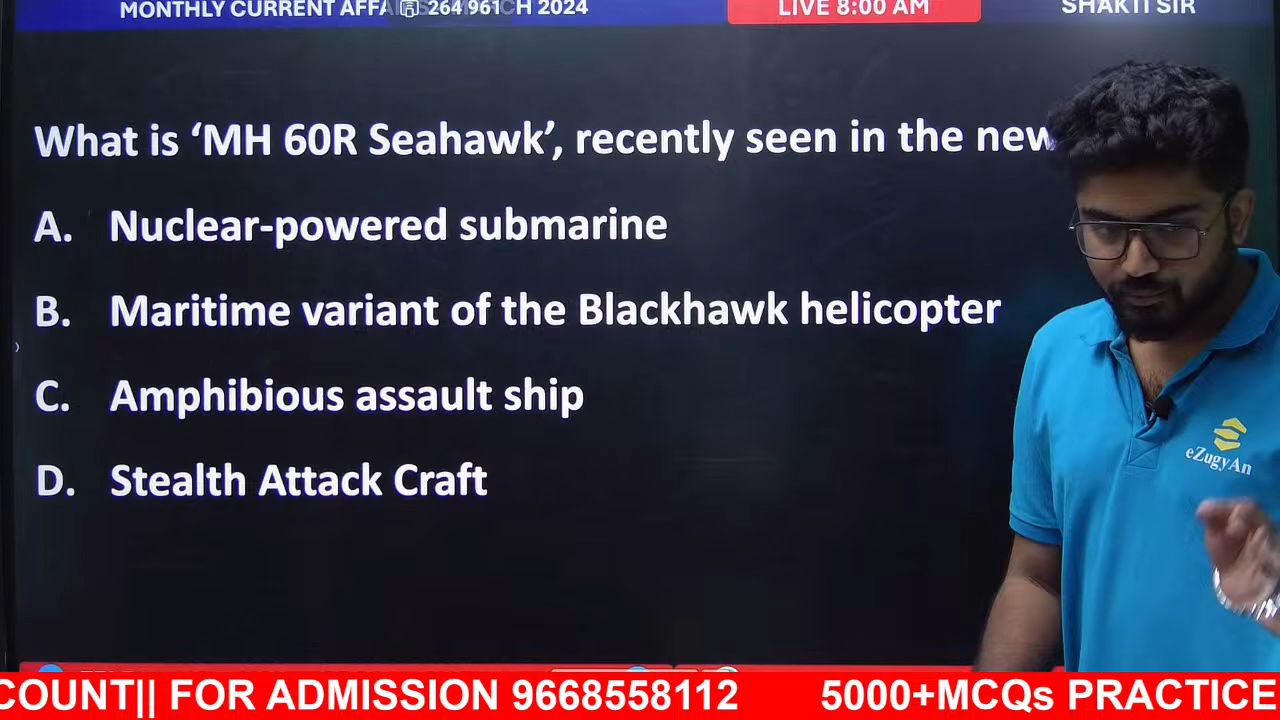 MONTHLY CURRENT AFFA 264 961 CH 2024 LIVE 8:00 AM SHAKTI SIR
What is ‘MH 60R Seahawk’, recently seen in the new
A. Nuclear-powered submarine
B. Maritime variant of the Blackhawk helicopter
C. Amphibious assault ship
D. Stealth Attack Craft
eZugyAn
COUNT|| FOR ADMISSION 9668558112 5000+MCQs PRACTICE